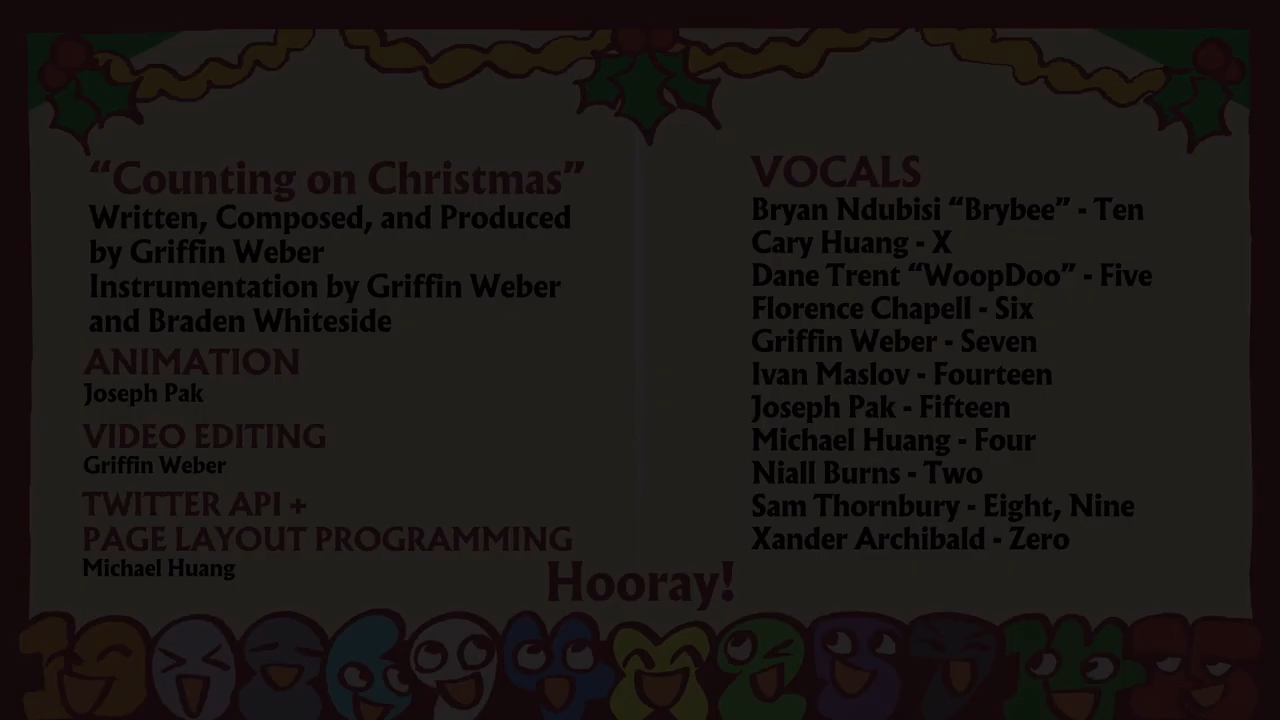 “Counting on Christmas”
Written, Composed, and Produced
by Griffin Weber
Instrumentation by Griffin Weber
and Braden Whiteside
ANIMATION
Joseph Pak
VIDEO EDITING
Griffin Weber
TWITTER API +
PAGE LAYOUT PROGRAMMING
Michael Huang
VOCALS
Bryan Ndubisi “Brybee” - Ten
Cary Huang - X
Dane Trent “WoopDoo” - Five
Florence Chapell - Six
Griffin Weber - Seven
Ivan Maslov - Fourteen
Joseph Pak - Fifteen
Michael Huang - Four
Niall Burns - Two
Sam Thornbury - Eight, Nine
Xander Archibald - Zero
Hooray!